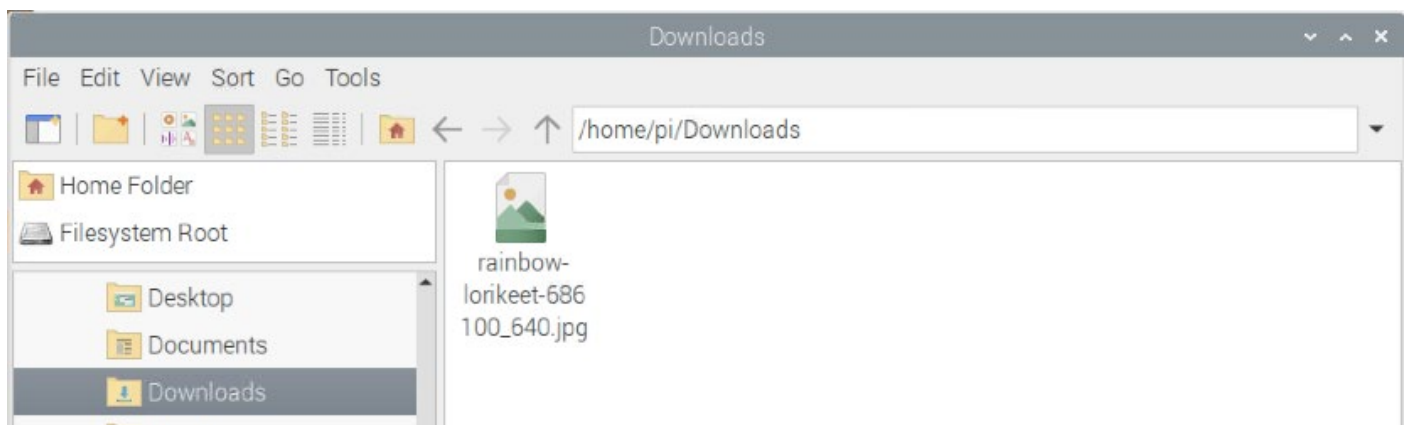 Downloads
File Edit View Sort Go Tools
/home/pi/Downloads
Home Folder
Filesystem Root
Desktop
Documents
Downloads
rainbow-
lorikeet-686
100_640.jpg